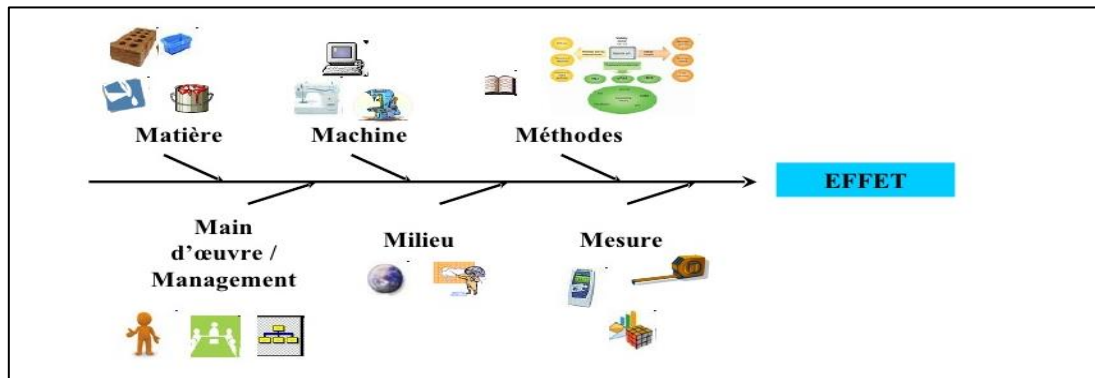 Matière
Machine
Méthodes
EFFET
Main
d'œuvre /
Management
Milieu
Mesure